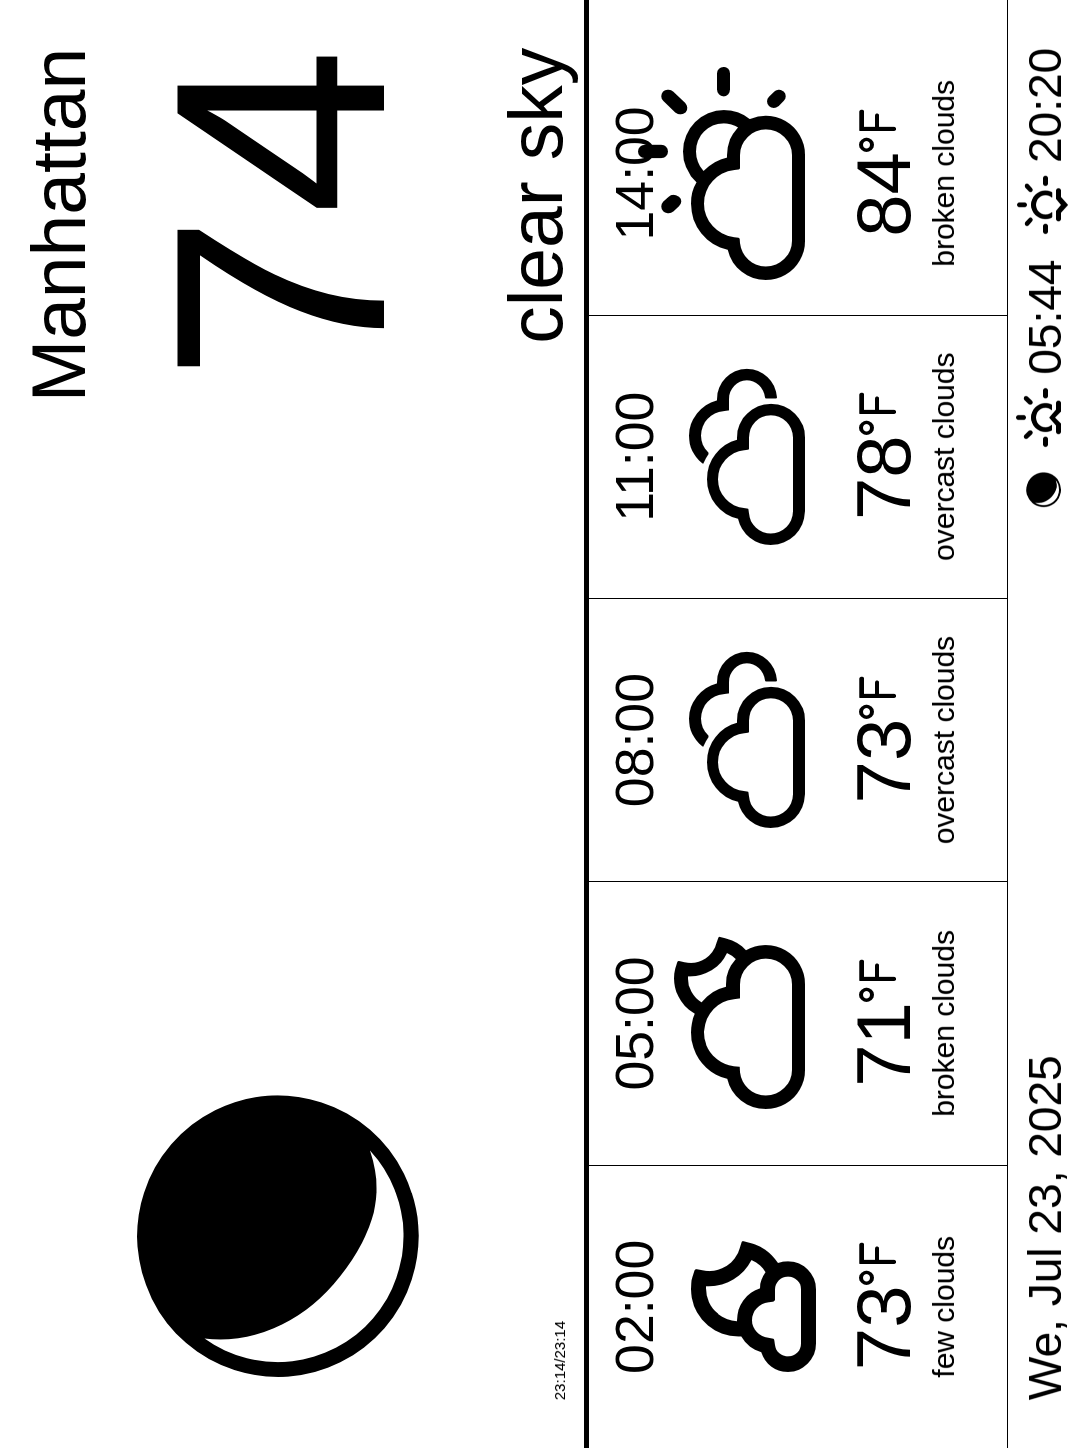 Manhattan
74
clear sky
23:14/23:14
02:00 05:00 08:00 11:00 14:00
73°F 71°F 73°F 78°F 84°F
few clouds broken clouds overcast clouds overcast clouds broken clouds
We, Jul 23, 2025 05:44 20:20